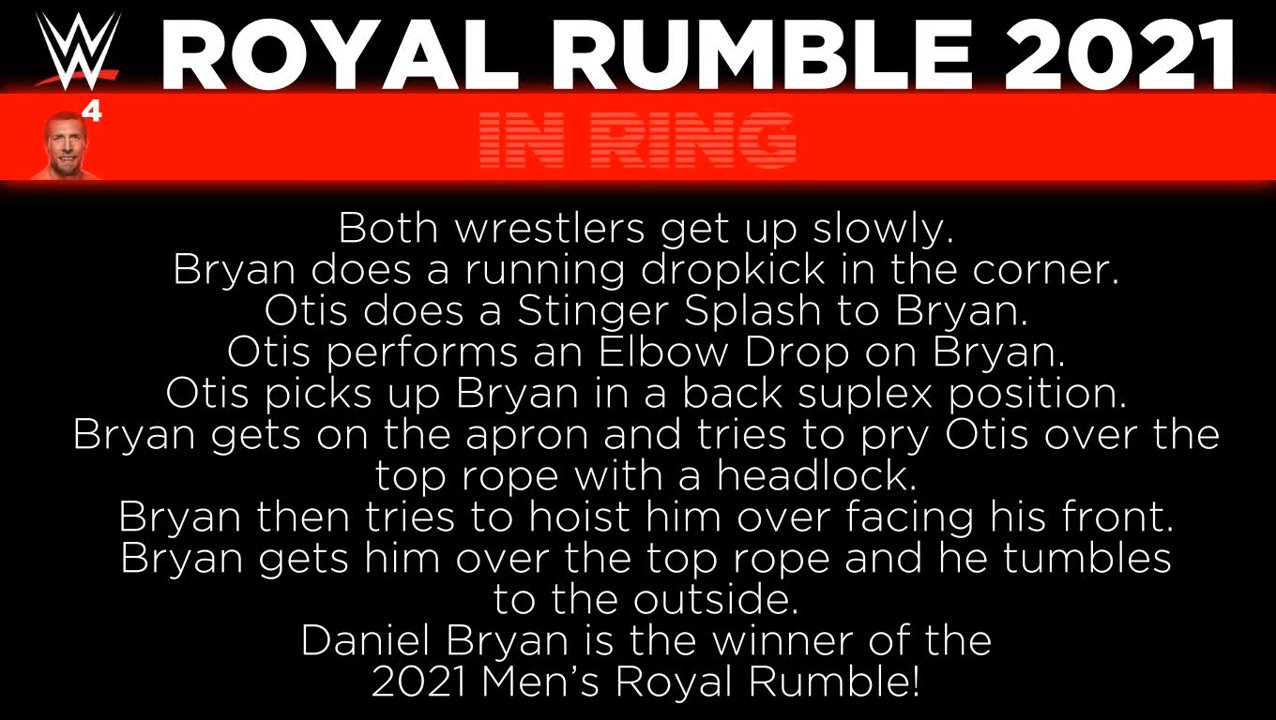 W ROYAL RUMBLE 2021
4
IN RING
Both wrestlers get up slowly.
Bryan does a running dropkick in the corner.
Otis does a Stinger Splash to Bryan.
Otis performs an Elbow Drop on Bryan.
Otis picks up Bryan in a back suplex position.
Bryan gets on the apron and tries to pry Otis over the
top rope with a headlock.
Bryan then tries to hoist him over facing his front.
Bryan gets him over the top rope and he tumbles
to the outside.
Daniel Bryan is the winner of the
2021 Men’s Royal Rumble!